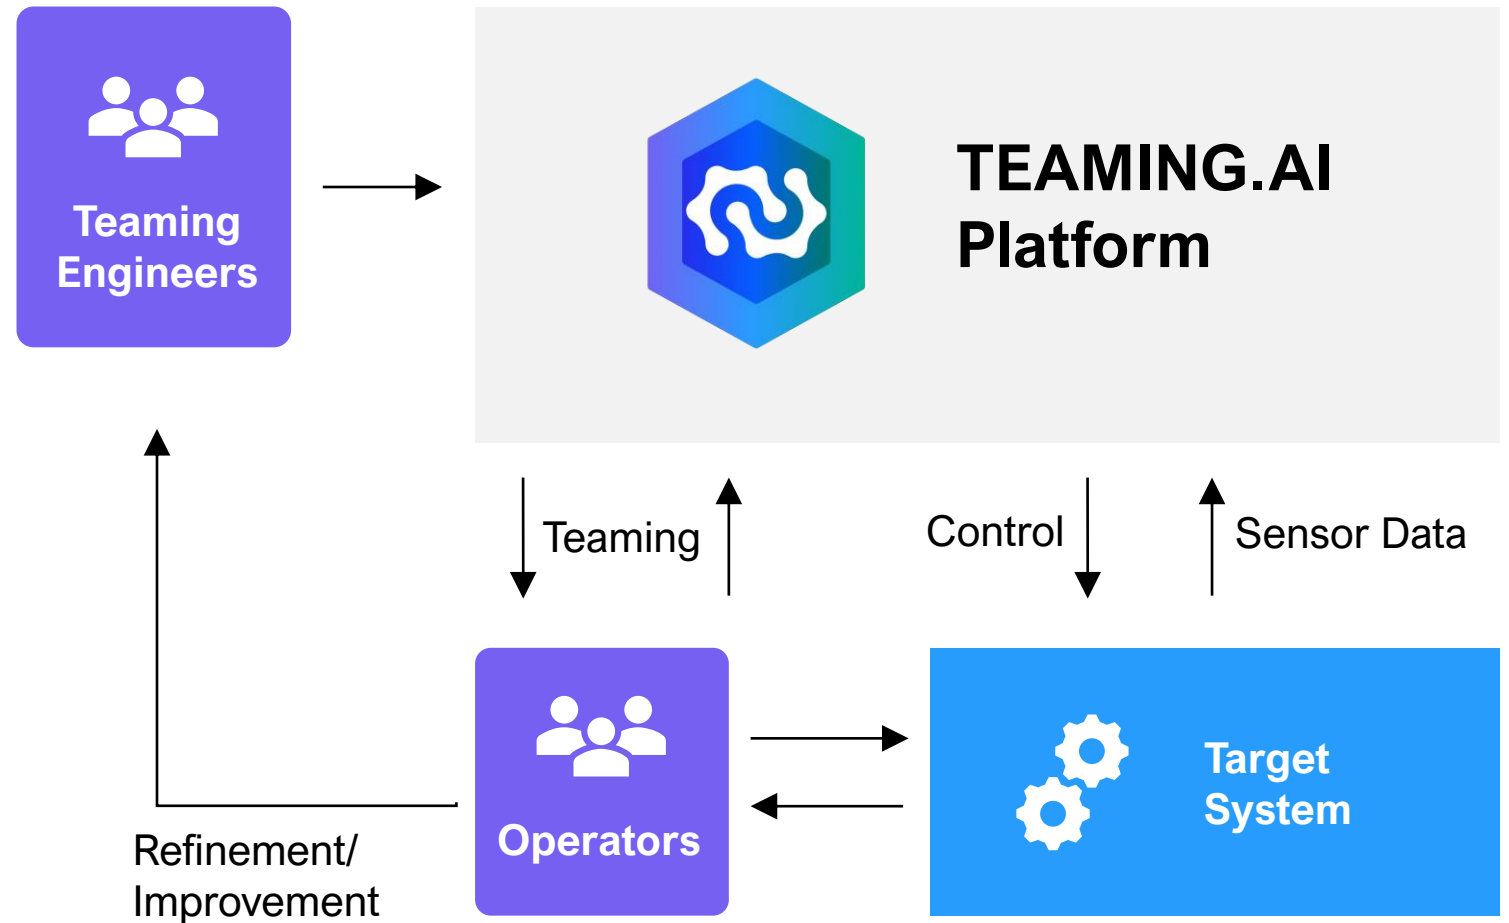 Teaming
Engineers
TEAMING.AI
Platform
Teaming
Control
Sensor Data
Operators
Target
System
Refinement/
Improvement